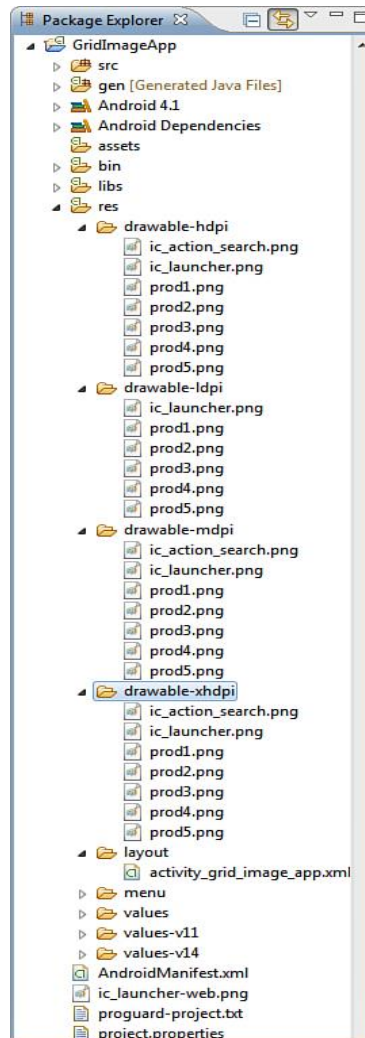 Package Explorer
GridImageApp
src
gen [Generated Java Files]
Android 4.1
Android Dependencies
assets
bin
libs
res
drawable-hdpi
ic_action_search.png
ic_launcher.png
prod1.png
prod2.png
prod3.png
prod4.png
prod5.png
drawable-ldpi
ic_launcher.png
prod1.png
prod2.png
prod3.png
prod4.png
prod5.png
drawable-mdpi
ic_action_search.png
ic_launcher.png
prod1.png
prod2.png
prod3.png
prod4.png
prod5.png
drawable-xhdpi
ic_action_search.png
ic_launcher.png
prod1.png
prod2.png
prod3.png
prod4.png
prod5.png
layout
activity_grid_image_app.xml
menu
values
values-v11
values-v14
AndroidManifest.xml
ic_launcher-web.png
proguard-project.txt
project.properties